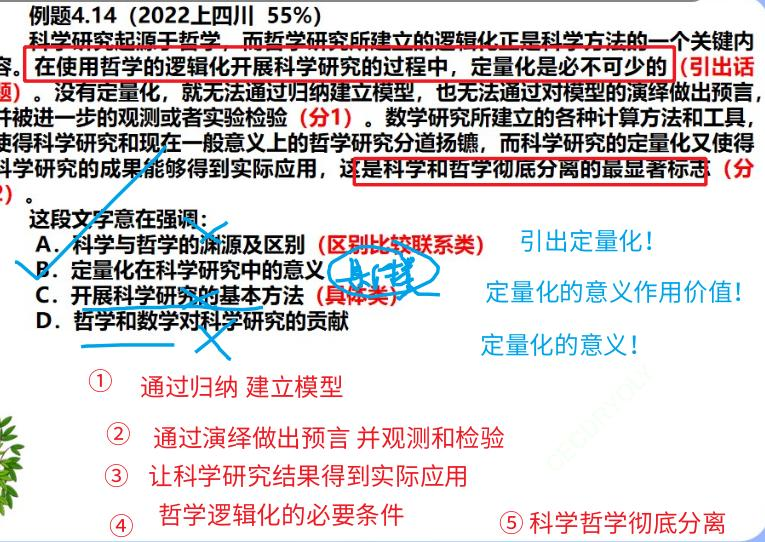 例题4.14（2022上四川 55%）
科学研究起源于哲学，而哲学研究所建立的逻辑化正是科学方法的一个关键内
容。在使用哲学的逻辑化开展科学研究的过程中，定量化是必不可少的（引出话
题）。没有定量化，就无法通过归纳建立模型，也无法通过对模型的演绎做出预言，
并被进一步的观测或者实验检验（分1）。数学研究所建立的各种计算方法和工具，
使得科学研究和现在一般意义上的哲学研究分道扬镳，而科学研究的定量化又使得
科学研究的成果能够得到实际应用，这是科学和哲学彻底分离的最显著标志（分
2）。
这段文字意在强调：
A．科学与哲学的渊源及区别（区别比较联系类）
B．定量化在科学研究中的意义
C．开展科学研究的基本方法（具体类）
D．哲学和数学对科学研究的贡献
引出定量化！
定量化的意义作用价值！
定量化的意义！
① 通过归纳 建立模型
② 通过演绎做出预言 并观测和检验
③ 让科学研究结果得到实际应用
④ 哲学逻辑化的必要条件
⑤ 科学哲学彻底分离